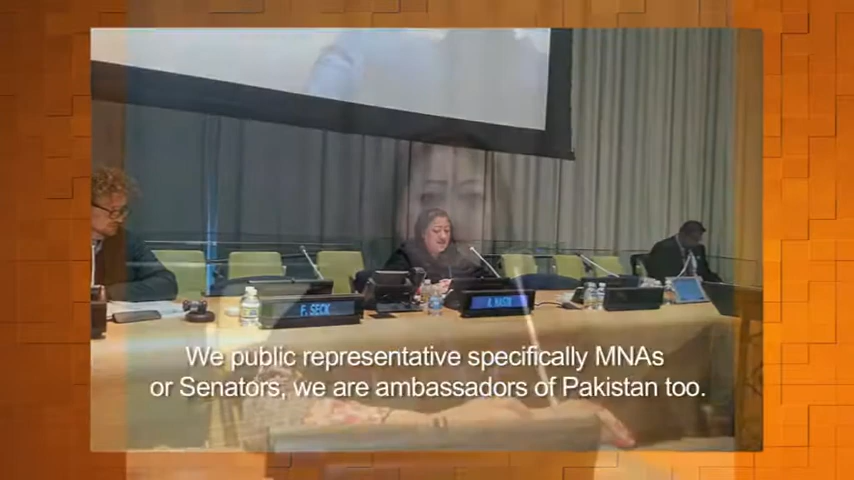 F. SECK
We public representative specifically MNAs
or Senators, we are ambassadors of Pakistan too.